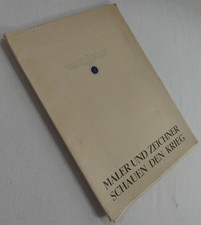 MALER UND ZEICHNER
SCHAUEN DEN KRIEG